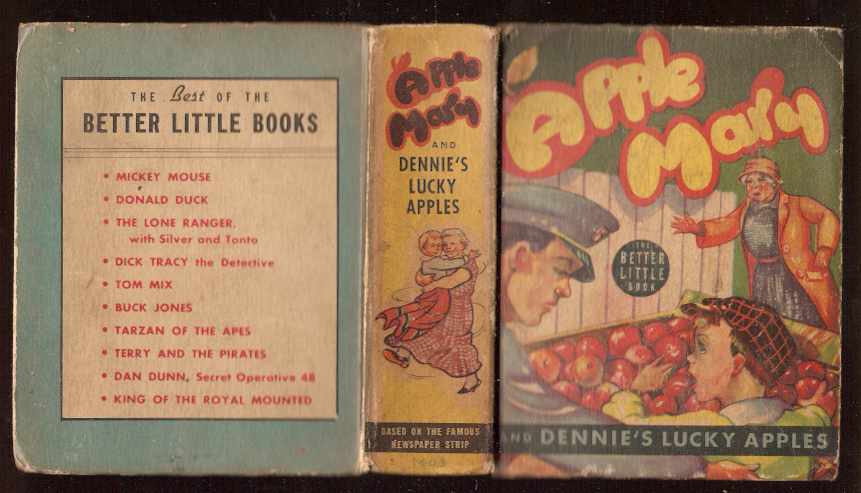 THE Best OF THE
BETTER LITTLE BOOKS
• MICKEY MOUSE
• DONALD DUCK
• THE LONE RANGER,
with Silver and Tonto
• DICK TRACY the Detective
• TOM MIX
• BUCK JONES
• TARZAN OF THE APES
• TERRY AND THE PIRATES
• DAN DUNN, Secret Operative 48
• KING OF THE ROYAL MOUNTED
Apple
Mary
AND
DENNIE'S
LUCKY
APPLES
BASED ON THE FAMOUS
NEWSPAPER STRIP
Apple
Mary
THE
BETTER
LITTLE
BOOK
AND DENNIE'S LUCKY APPLES